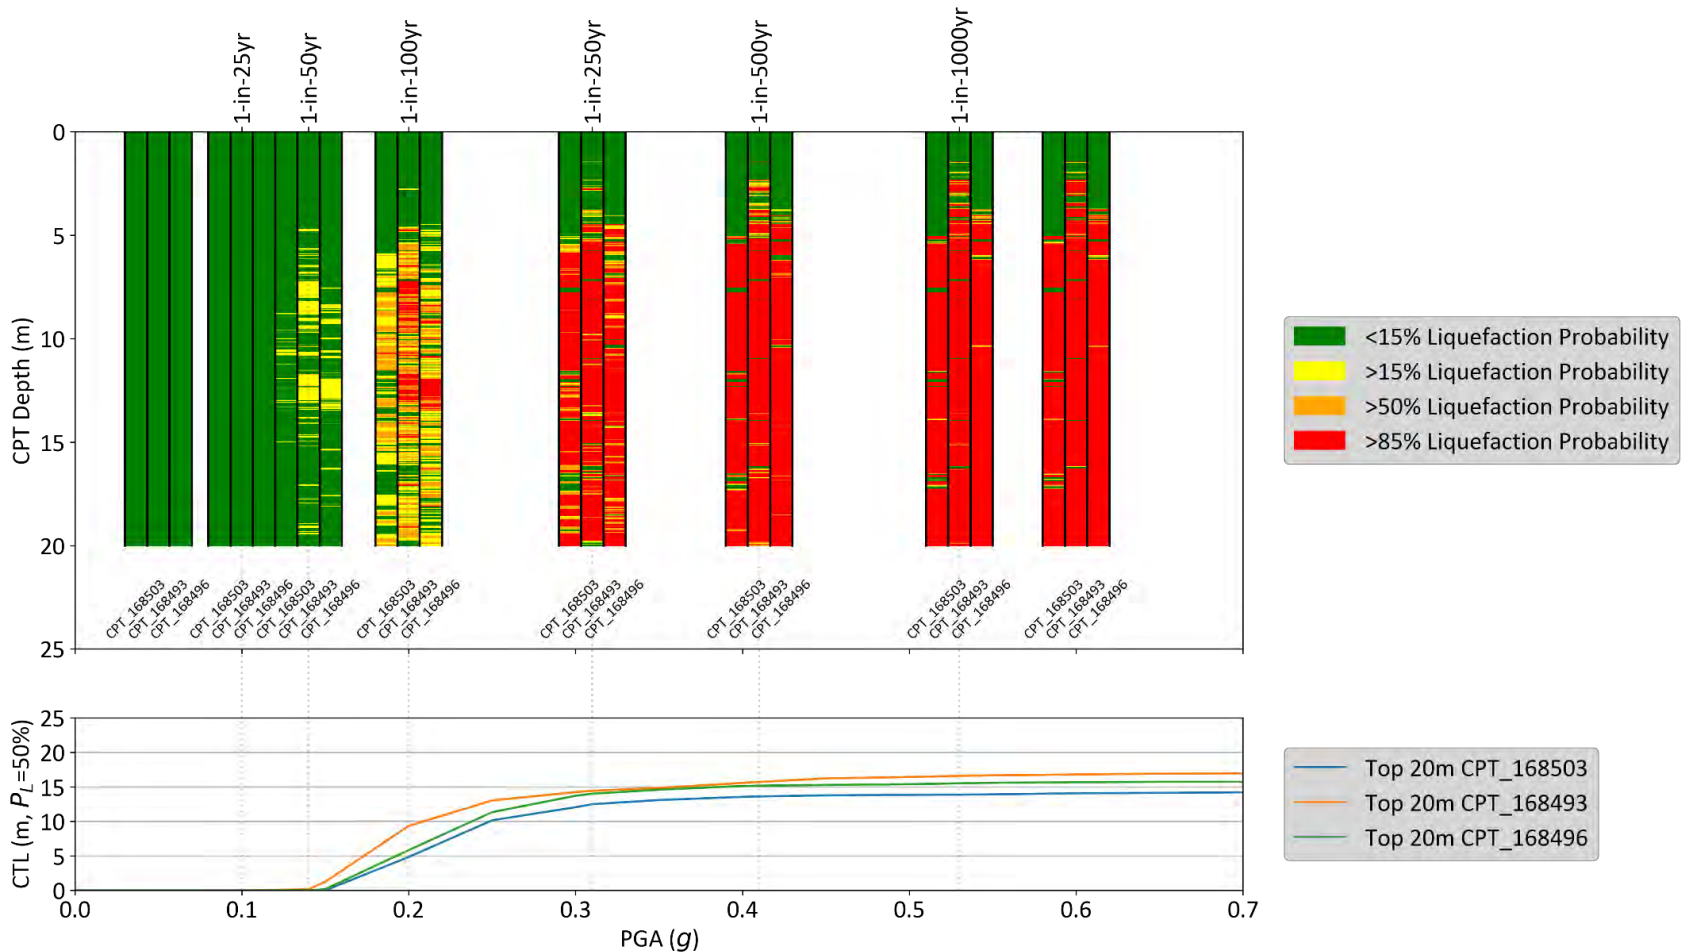 1-in-25yr
1-in-50yr
1-in-100yr
1-in-250yr
1-in-500yr
1-in-1000yr
0
5
10
15
20
25
CPT Depth (m)
CPT_168503
CPT_168493
CPT_168496
CPT_168503
CPT_168493
CPT_168496
CPT_168503
CPT_168493
CPT_168496
CPT_168503
CPT_168493
CPT_168496
CPT_168503
CPT_168493
CPT_168496
CPT_168503
CPT_168493
CPT_168496
CPT_168503
CPT_168493
CPT_168496
CPT_168503
CPT_168493
CPT_168496
<15% Liquefaction Probability
>15% Liquefaction Probability
>50% Liquefaction Probability
>85% Liquefaction Probability
25
20
15
10
5
0
CTL (m, PL=50%)
0.0
0.1
0.2
0.3
0.4
0.5
0.6
0.7
PGA (g)
Top 20m CPT_168503
Top 20m CPT_168493
Top 20m CPT_168496